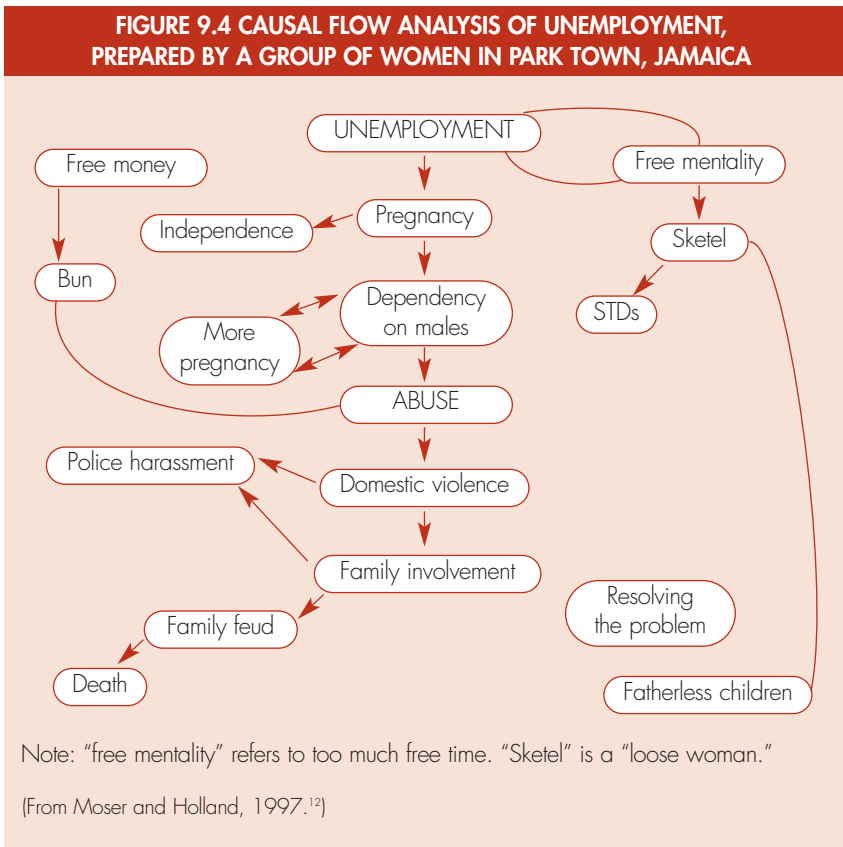 FIGURE 9.4 CAUSAL FLOW ANALYSIS OF UNEMPLOYMENT,
PREPARED BY A GROUP OF WOMEN IN PARK TOWN, JAMAICA
UNEMPLOYMENT
Free money
Free mentality
Pregnancy
Independence
Sketel
Bun
Dependency
on males
STDs
More
pregnancy
ABUSE
Police harassment
Domestic violence
Family involvement
Resolving
the problem
Family feud
Death
Fatherless children
Note: “free mentality” refers to too much free time. “Sketel” is a “loose woman.”
(From Moser and Holland, 1997.¹²)